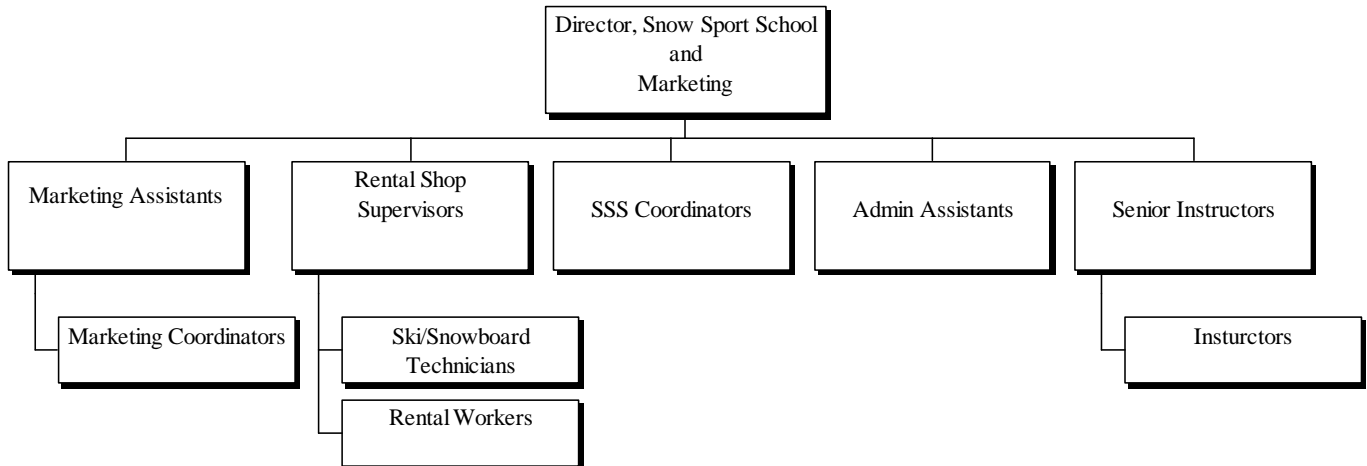 Director, Snow Sport School
and
Marketing
Marketing Assistants
Rental Shop
Supervisors
SSS Coordinators
Admin Assistants
Senior Instructors
Marketing Coordinators
Ski/Snowboard
Technicians
Insturctors
Rental Workers